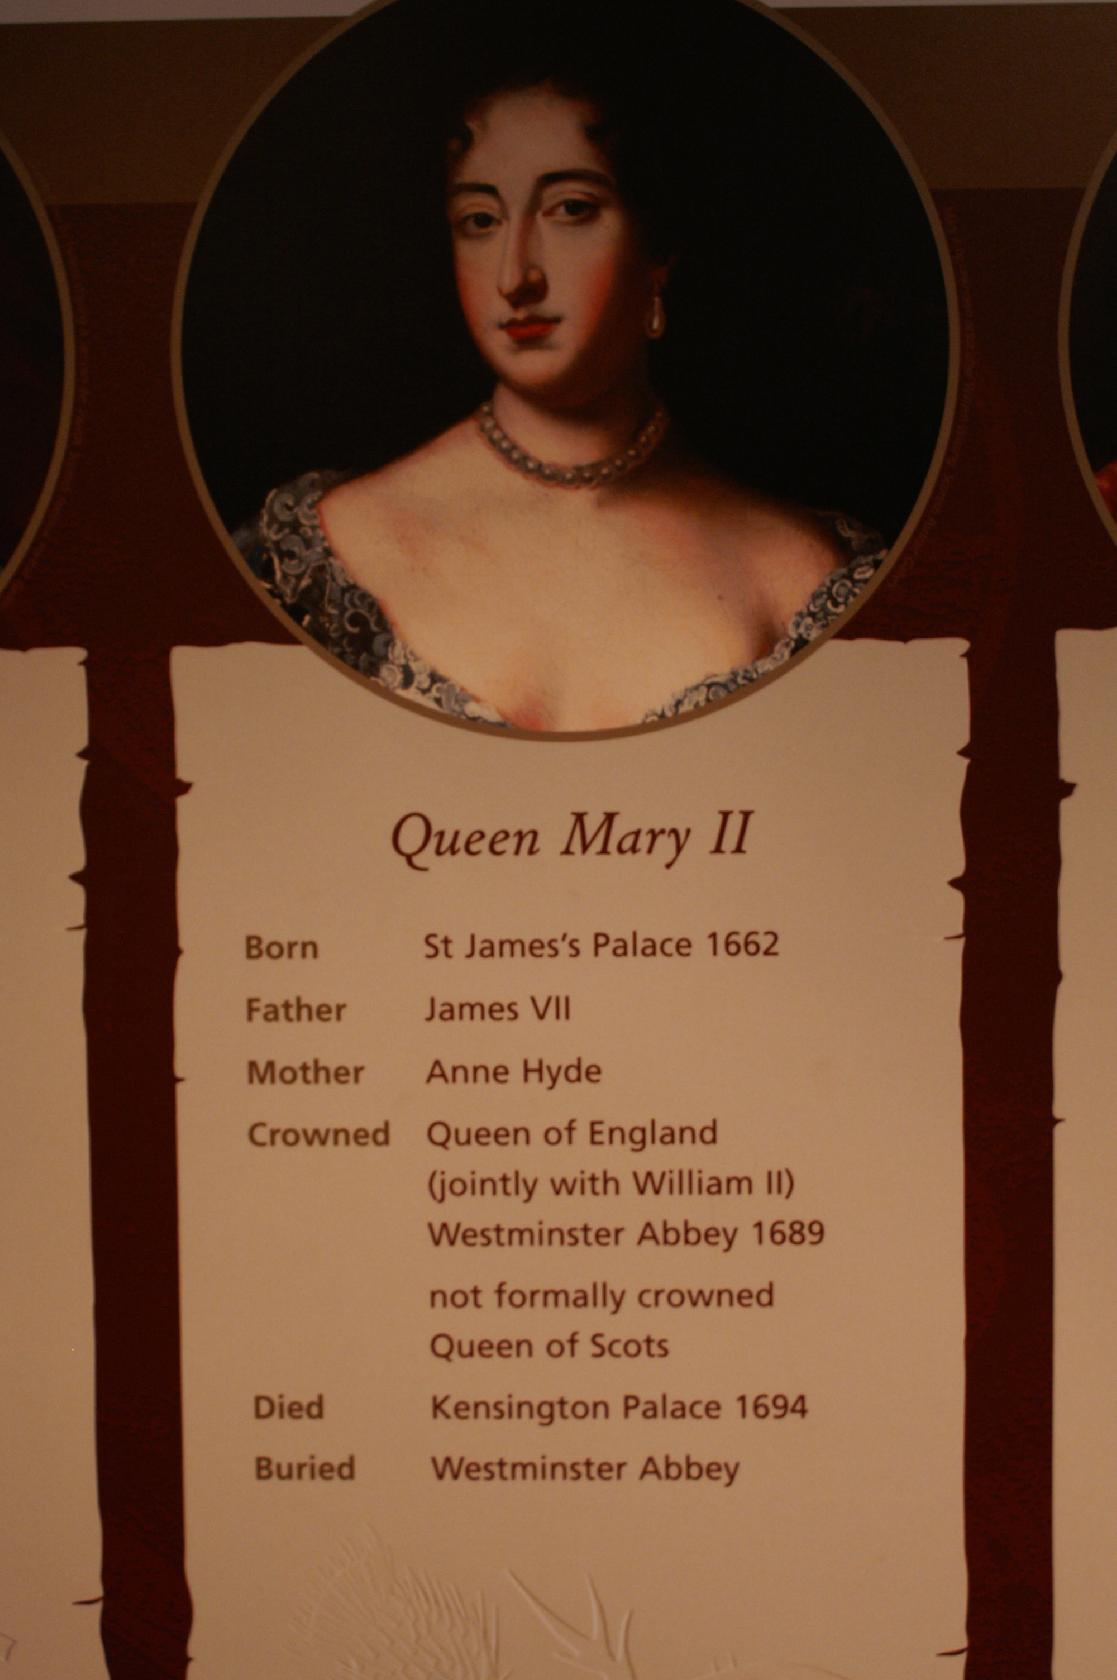 Queen Mary II
Born St James's Palace 1662
Father James VII
Mother Anne Hyde
Crowned Queen of England
(jointly with William II)
Westminster Abbey 1689
not formally crowned
Queen of Scots
Died Kensington Palace 1694
Buried Westminster Abbey